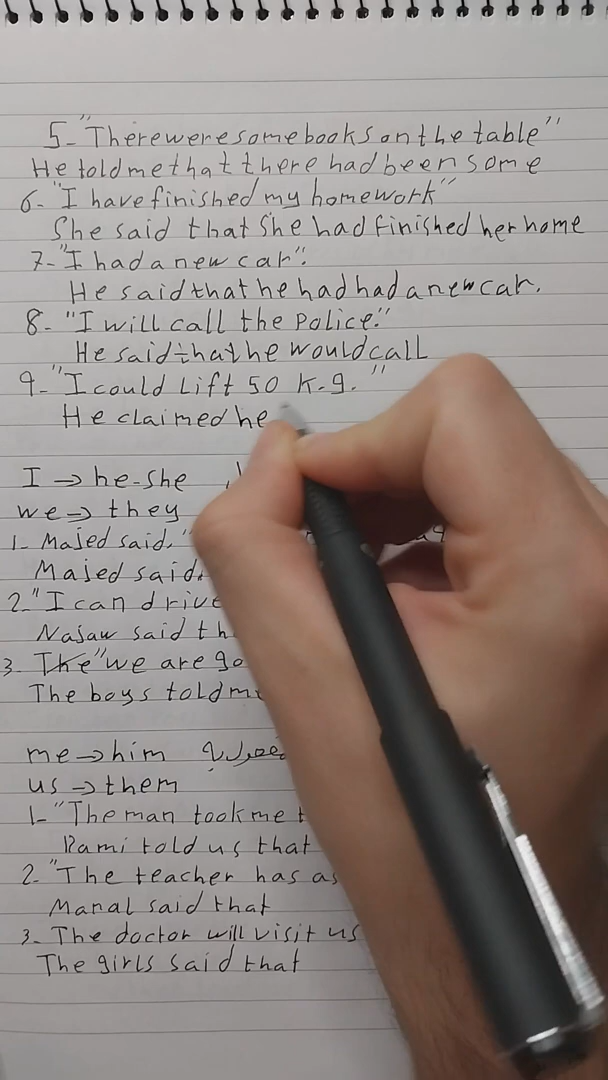 5- "There were some books on the table"
He told me that there had been some
6- "I have finished my homework"
She said that she had finished her home
7- "I had a new car".
He said that he had had a new car.
8- "I will call the Police."
He said that he would call
9- "I could Lift 50 K.g."
He claimed he
I → he-she
we → they
1- Majed said, "
Majed said
2. "I can drive
Najaw said th
3. The "we are go
The boys told m
me → him
us → them
1- "The man took me t
Rami told us that
2. "The teacher has as
Manal said that
3. The doctor will visit us
The girls said that